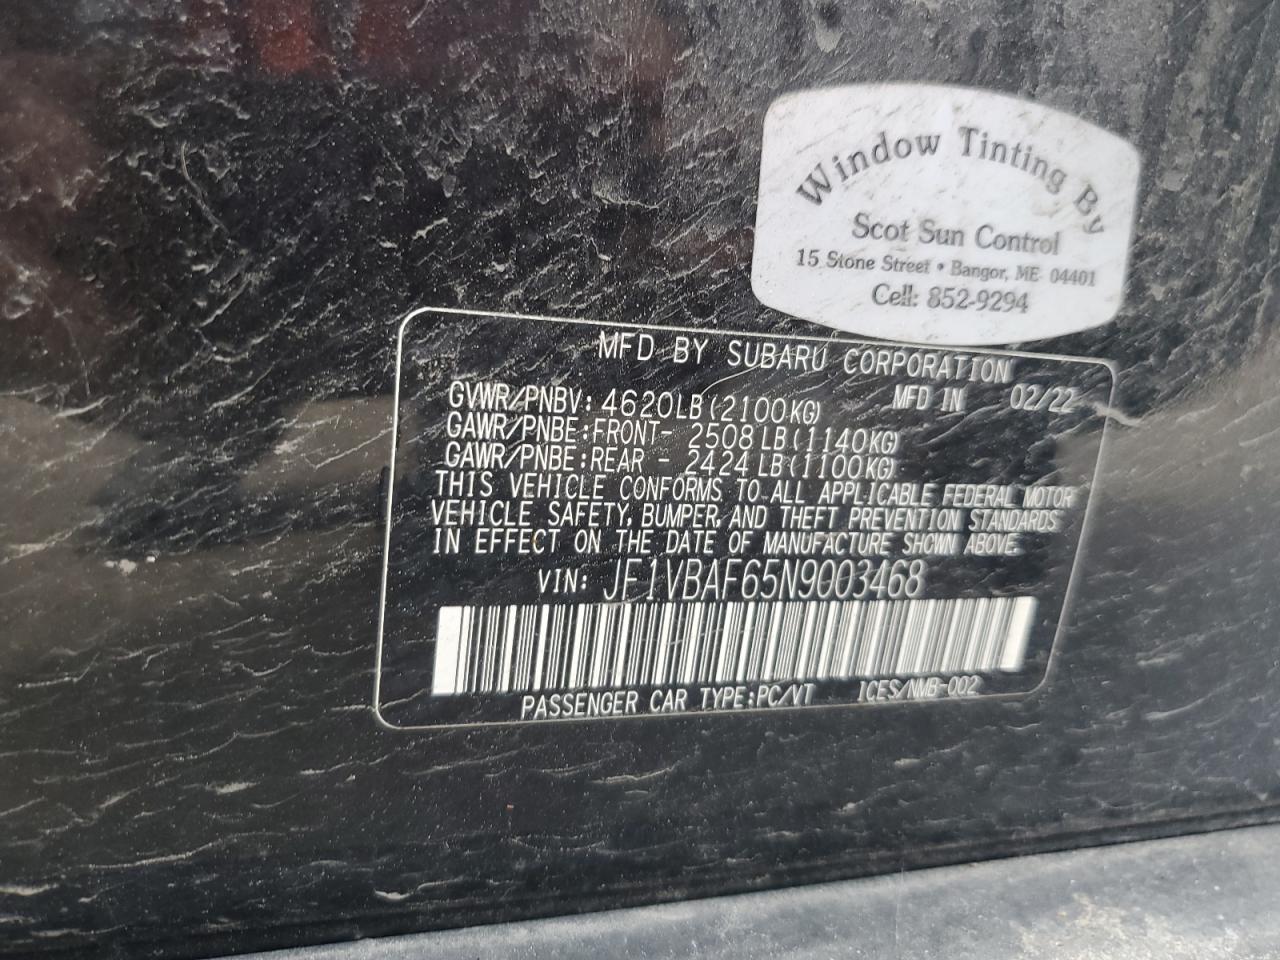 Window Tinting By
Scot Sun Control
15 Stone Street • Bangor, ME 04401
Cell: 852-9294
MFD BY SUBARU CORPORATION
GVWR/PNBV: 4620LB(2100KG) MFD IN 02/22
GAWR/PNBE:FRONT- 2508LB(1140KG)
GAWR/PNBE:REAR - 2424LB(1100KG)
THIS VEHICLE CONFORMS TO ALL APPLICABLE FEDERAL MOTOR
VEHICLE SAFETY, BUMPER, AND THEFT PREVENTION STANDARDS
IN EFFECT ON THE DATE OF MANUFACTURE SHOWN ABOVE.
VIN: JF1VBAF65N9003468
PASSENGER CAR TYPE:PC/VT ICES/NMB-002